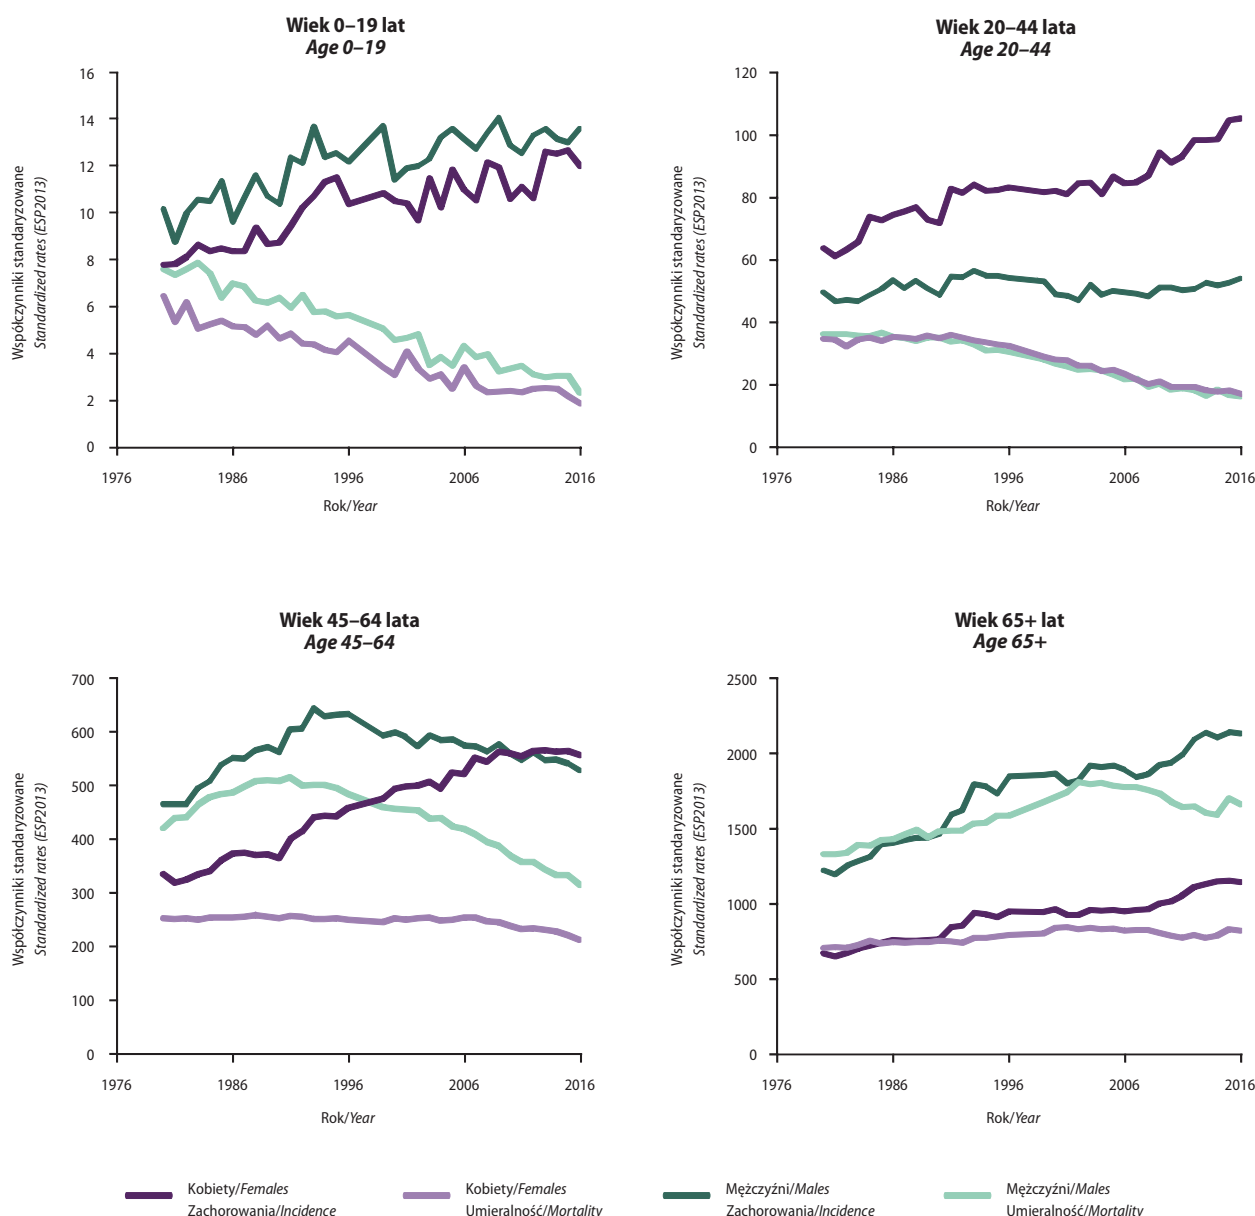 Wiek 0–19 lat
Age 0–19
Współczynniki standaryzowane
Standardized rates (ESP2013)
16
14
12
10
8
6
4
2
0
1976
1986
1996
2006
2016
Rok/Year
Wiek 20–44 lata
Age 20–44
Współczynniki standaryzowane
Standardized rates (ESP2013)
120
100
80
60
40
20
0
1976
1986
1996
2006
2016
Rok/Year
Wiek 45–64 lata
Age 45–64
Współczynniki standaryzowane
Standardized rates (ESP2013)
700
600
500
400
300
200
100
0
1976
1986
1996
2006
2016
Rok/Year
Wiek 65+ lat
Age 65+
Współczynniki standaryzowane
Standardized rates (ESP2013)
2500
2000
1500
1000
500
0
1976
1986
1996
2006
2016
Rok/Year
Kobiety/Females
Zachorowania/Incidence
Kobiety/Females
Umieralność/Mortality
Mężczyźni/Males
Zachorowania/Incidence
Mężczyźni/Males
Umieralność/Mortality